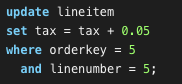 update lineitem
set tax = tax + 0.05
where orderkey = 5
  and linenumber = 5;